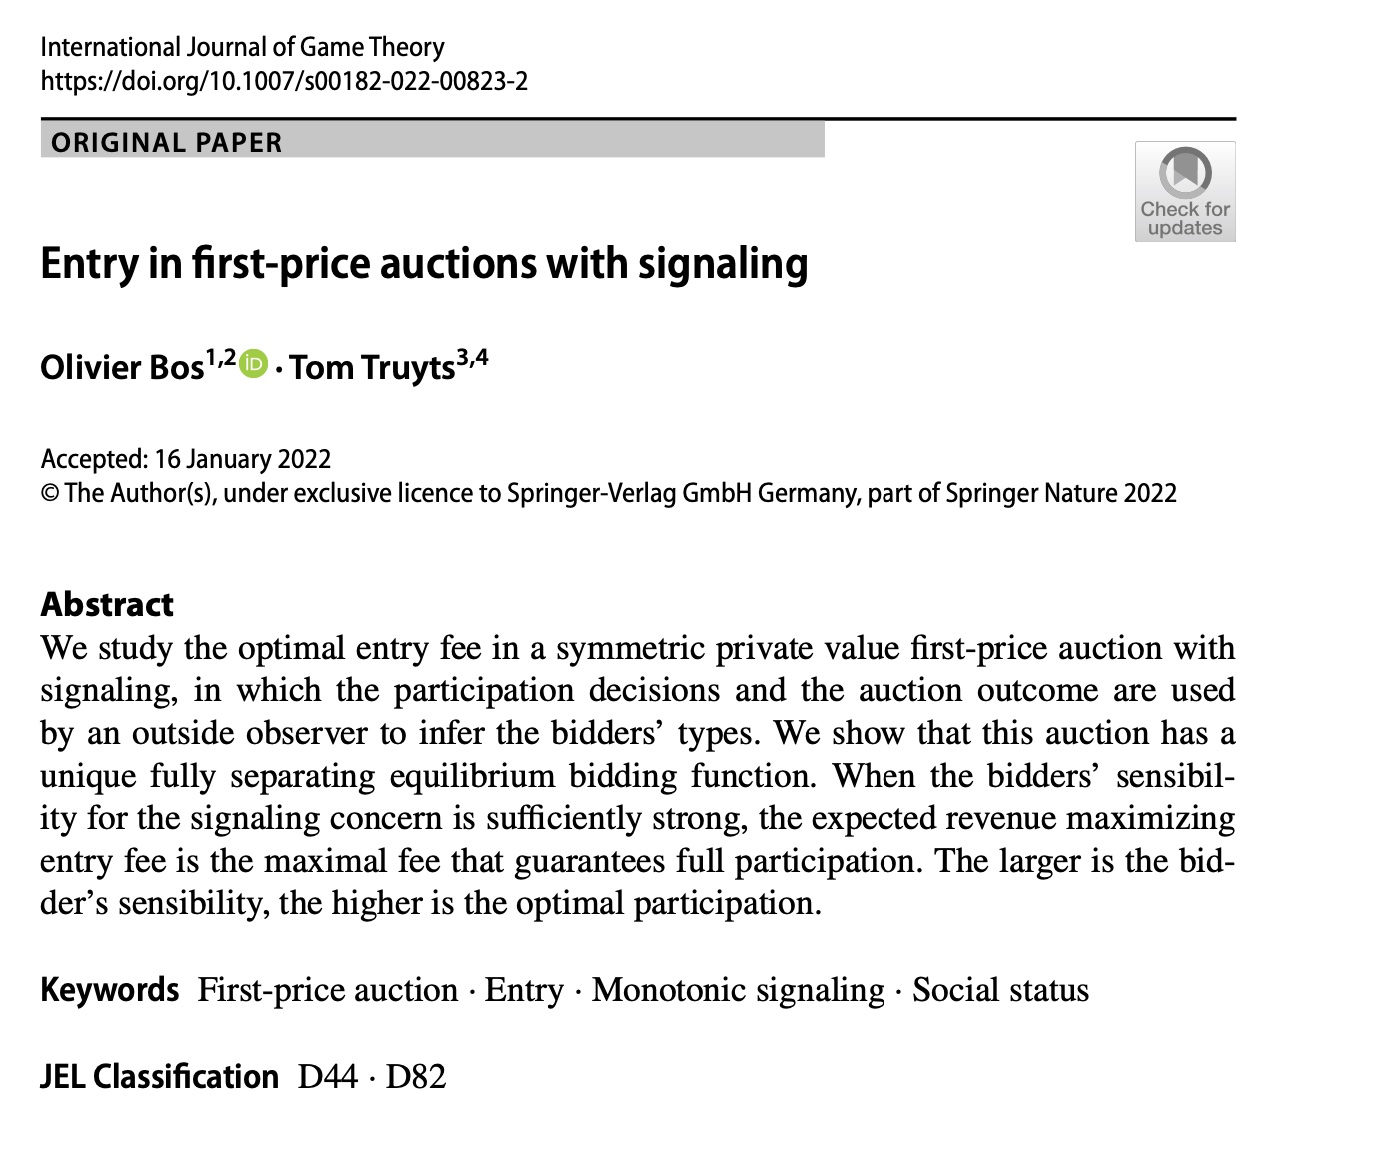 International Journal of Game Theory
https://doi.org/10.1007/s00182-022-00823-2
ORIGINAL PAPER
Check for
updates
Entry in first-price auctions with signaling
Olivier Bos1,2 iD · Tom Truyts3,4
Accepted: 16 January 2022
© The Author(s), under exclusive licence to Springer-Verlag GmbH Germany, part of Springer Nature 2022
Abstract
We study the optimal entry fee in a symmetric private value first-price auction with
signaling, in which the participation decisions and the auction outcome are used
by an outside observer to infer the bidders’ types. We show that this auction has a
unique fully separating equilibrium bidding function. When the bidders’ sensibil-
ity for the signaling concern is sufficiently strong, the expected revenue maximizing
entry fee is the maximal fee that guarantees full participation. The larger is the bid-
der’s sensibility, the higher is the optimal participation.
Keywords First-price auction · Entry · Monotonic signaling · Social status
JEL Classification D44 · D82